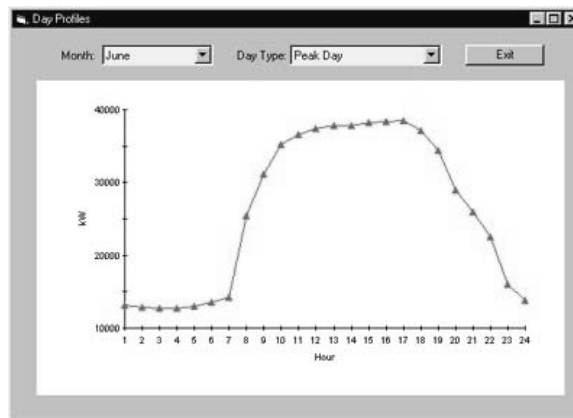 Day Profiles
Month: June Day Type: Peak Day Exit
40000
30000
kW
20000
10000
1 2 3 4 5 6 7 8 9 10 11 12 13 14 15 16 17 18 19 20 21 22 23 24
Hour